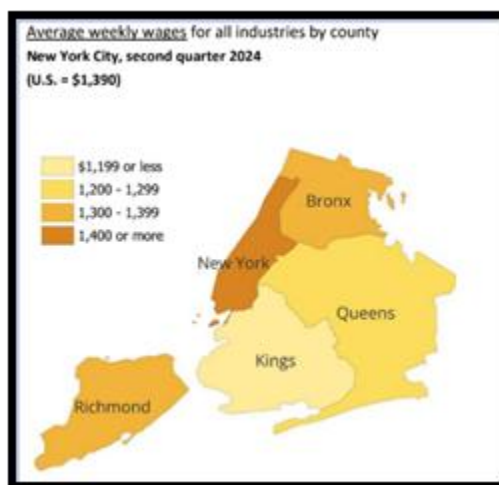 Average weekly wages for all industries by county
New York City, second quarter 2024
(U.S. = $1,390)
$1,199 or less
1,200 - 1,299
1,300 - 1,399
1,400 or more
Bronx
New York
Queens
Kings
Richmond